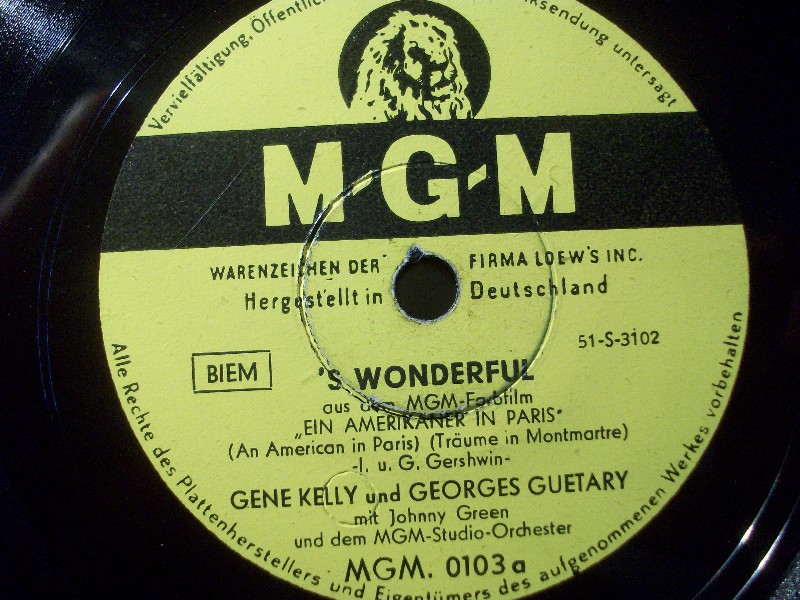 Vervielfältigung, Öffentlic
ksendung untersagt
M-G-M
WARENZEICHEN DER FIRMA LOEW'S INC.
Hergestellt in Deutschland
51-S-3102
BIEM
'S WONDERFUL
aus dem MGM-Farbfilm
„EIN AMERIKANER IN PARIS"
(An American in Paris) (Träume in Montmartre)
-I. u. G. Gershwin-
GENE KELLY und GEORGES GUETARY
mit Johnny Green
und dem MGM-Studio-Orchester
MGM. 0103 a
Alle Rechte des Plattenherstellers und Eigentümers des aufgenommenen Werkes vorbehalten